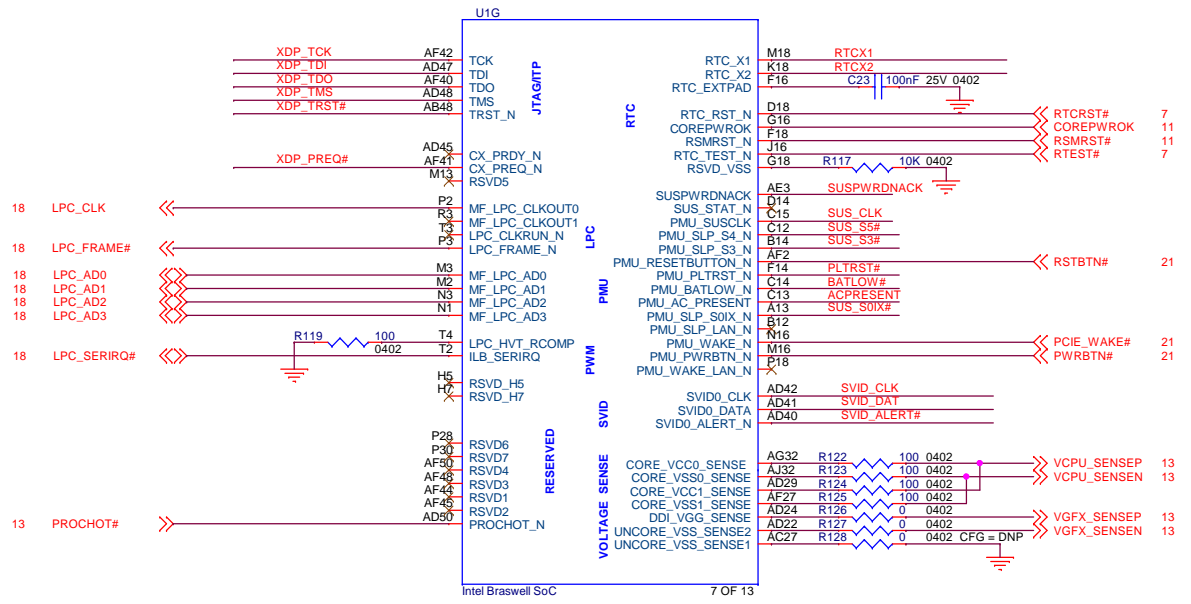 U1G
XDP_TCK AF42 TCK
XDP_TDI AD47 TDI
XDP_TDO AF40 TDO
XDP_TMS AD48 TMS
XDP_TRST# AB48 TRST_N
JTAG/ITP
AD45 CX_PRDY_N
XDP_PREQ# AF41 CX_PREQ_N
M13 RSVD5
18 LPC_CLK P2 MF_LPC_CLKOUT0
R3 MF_LPC_CLKOUT1
T3 LPC_CLKRUN_N
18 LPC_FRAME# P3 LPC_FRAME_N
LPC
18 LPC_AD0 M3 MF_LPC_AD0
18 LPC_AD1 M2 MF_LPC_AD1
18 LPC_AD2 N3 MF_LPC_AD2
18 LPC_AD3 N1 MF_LPC_AD3
R119 100 0402 T4 LPC_HVT_RCOMP
18 LPC_SERIRQ# T2 ILB_SERIRQ
H5 RSVD_H5
H7 RSVD_H7
P28 RSVD6
P30 RSVD7
AF50 RSVD4
AF48 RSVD3
AF44 RSVD1
AF45 RSVD2
13 PROCHOT# AD50 PROCHOT_N
RESERVED
RTC
RTC_X1 M18 RTCX1
RTC_X2 K18 RTCX2
RTC_EXTPAD F16 C23 100nF 25V 0402
RTC_RST_N D18 RTCRST# 7
COREPWROK G16 COREPWROK 11
RSMRST_N F18 RSMRST# 11
RTC_TEST_N J16 RTEST# 7
RSVD_VSS G18 R117 10K 0402
PMU
SUSPWRDNACK AE3 SUSPWRDNACK
SUS_STAT_N D14
PMU_SUSCLK C15 SUS_CLK
PMU_SLP_S4_N C12 SUS_S5#
PMU_SLP_S3_N B14 SUS_S3#
PMU_RESETBUTTON_N AF2 RSTBTN# 21
PMU_PLTRST_N F14 PLTRST#
PMU_BATLOW_N C14 BATLOW#
PMU_AC_PRESENT C13 ACPRESENT
PMU_SLP_S0IX_N A13 SUS_S0IX#
PMU_SLP_LAN_N B12
PMU_WAKE_N N16 PCIE_WAKE# 21
PMU_PWRBTN_N M16 PWRBTN# 21
PMU_WAKE_LAN_N P18
PWM
SVID
SVID0_CLK AD42 SVID_CLK
SVID0_DATA AD41 SVID_DAT
SVID0_ALERT_N AD40 SVID_ALERT#
VOLTAGE SENSE
CORE_VCC0_SENSE AG32 R122 100 0402 VCPU_SENSEP 13
CORE_VSS0_SENSE AJ32 R123 100 0402 VCPU_SENSEN 13
CORE_VCC1_SENSE AD29 R124 100 0402
CORE_VSS1_SENSE AF27 R125 100 0402
DDI_VGG_SENSE AD24 R126 0 0402 VGFX_SENSEP 13
UNCORE_VSS_SENSE2 AD22 R127 0 0402 VGFX_SENSEN 13
UNCORE_VSS_SENSE1 AC27 R128 0 0402 CFG = DNP
Intel Braswell SoC 7 OF 13